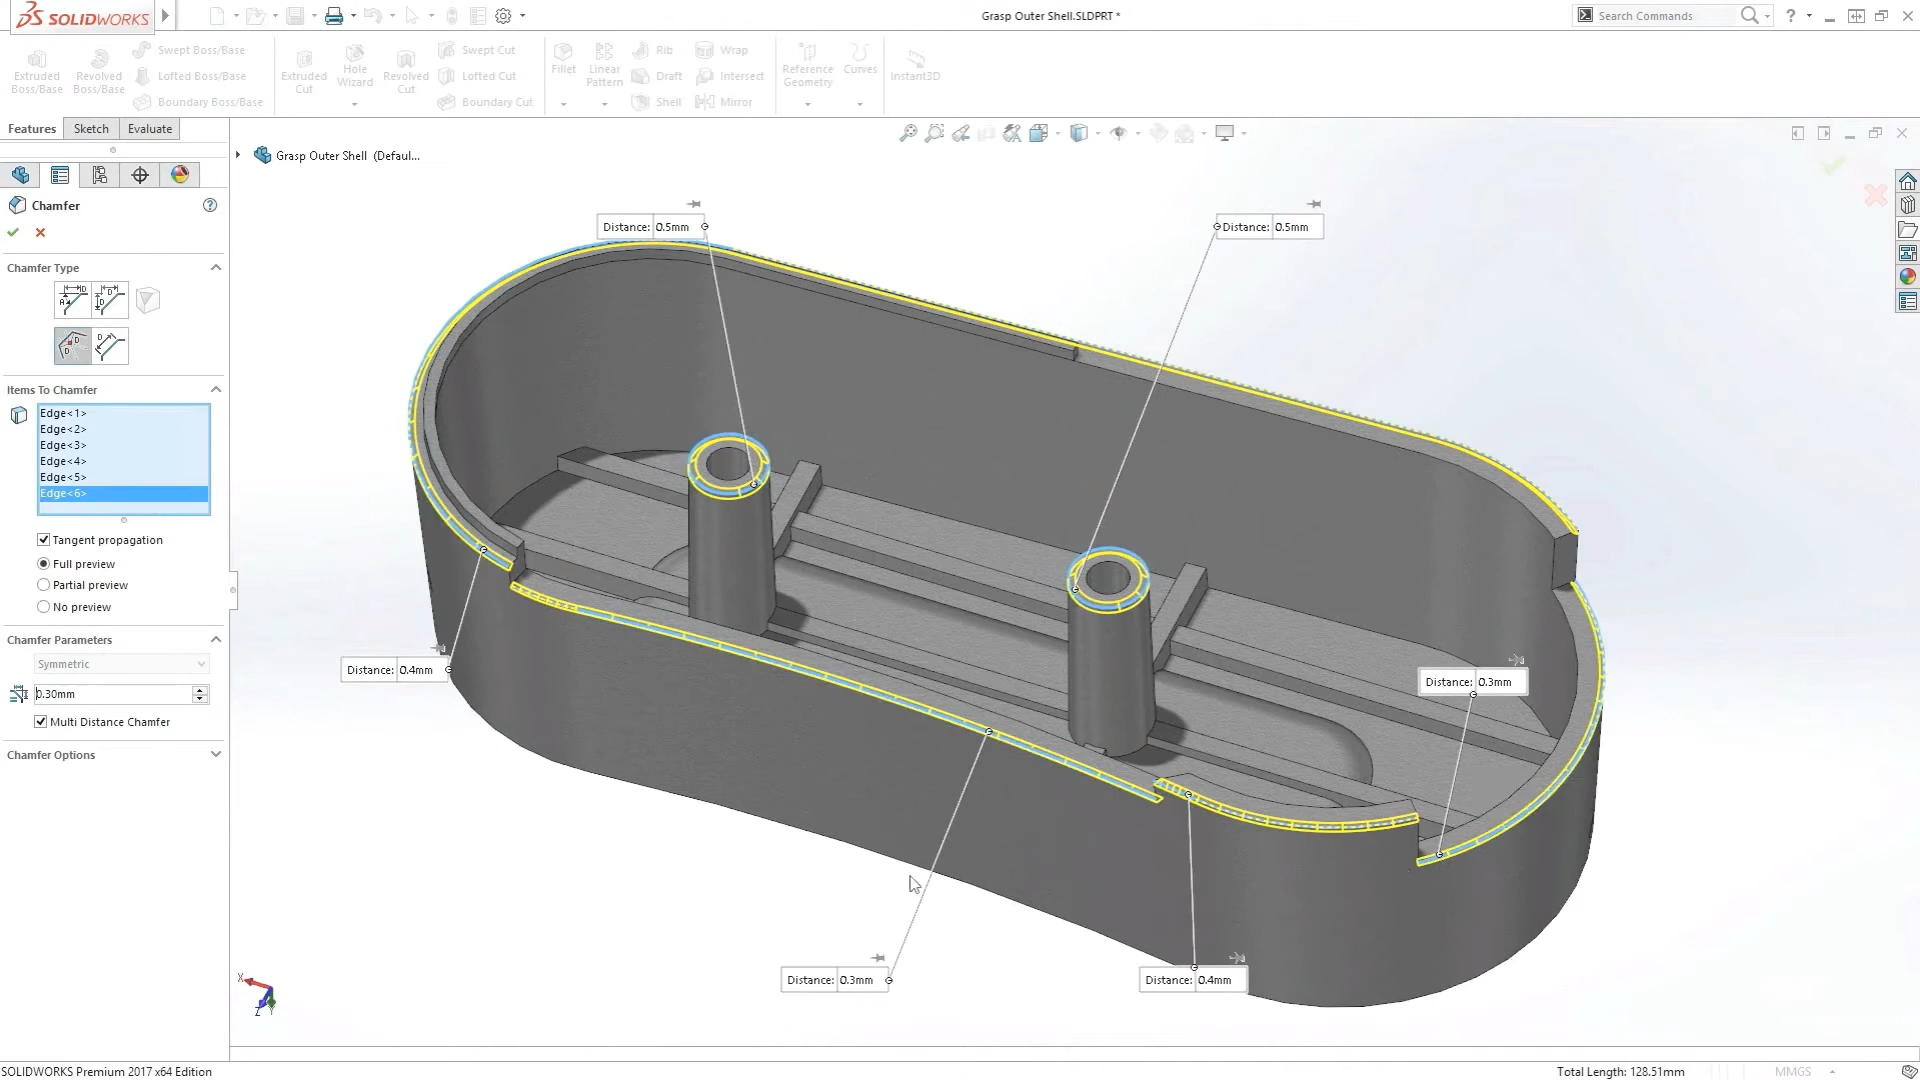 SOLIDWORKS
Grasp Outer Shell.SLDPRT *
Search Commands
?
Extruded Boss/Base
Revolved Boss/Base
Swept Boss/Base
Lofted Boss/Base
Boundary Boss/Base
Extruded Cut
Hole Wizard
Revolved Cut
Swept Cut
Lofted Cut
Boundary Cut
Fillet
Linear Pattern
Rib
Draft
Shell
Wrap
Intersect
Mirror
Reference Geometry
Curves
Instant3D
Features
Sketch
Evaluate
Grasp Outer Shell (Defaul...
Chamfer
?
Chamfer Type
Items To Chamfer
Edge<1>
Edge<2>
Edge<3>
Edge<4>
Edge<5>
Edge<6>
Tangent propagation
Full preview
Partial preview
No preview
Chamfer Parameters
Symmetric
0.30mm
Multi Distance Chamfer
Chamfer Options
Distance: 0.5mm
Distance: 0.5mm
Distance: 0.4mm
Distance: 0.3mm
Distance: 0.3mm
Distance: 0.4mm
X
Z
SOLIDWORKS Premium 2017 x64 Edition
Total Length: 128.51mm
MMGS